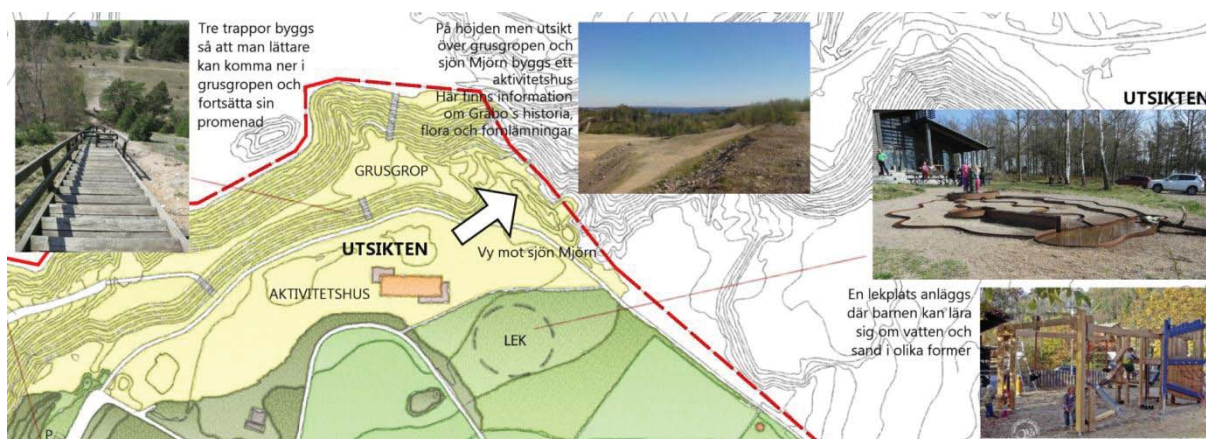 Tre trappor byggs
så att man lättare
kan komma ner i
grusgropen och
fortsätta sin
promenad
På höjden men utsikt
över grusgropen och
sjön Mjörn byggs ett
aktivitetshus
Här finns information
om Gråbo´s historia,
flora och fornlämningar
UTSIKTEN
GRUSGROP
UTSIKTEN
Vy mot sjön Mjörn
AKTIVITETSHUS
LEK
En lekplats anläggs
där barnen kan lära
sig om vatten och
sand i olika former
P